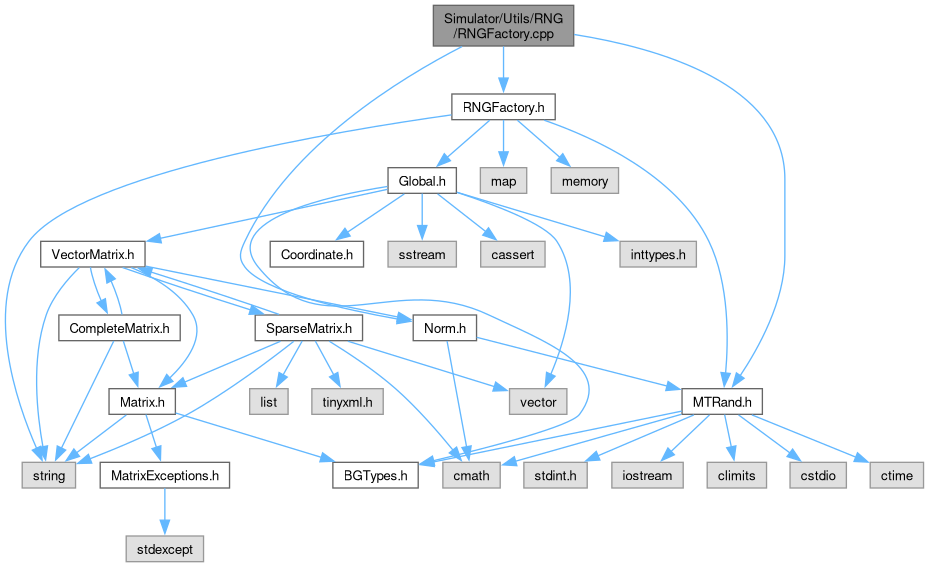 Simulator/Utils/RNG
/RNGFactory.cpp
RNGFactory.h
Global.h
map
memory
VectorMatrix.h
Coordinate.h
sstream
cassert
inttypes.h
CompleteMatrix.h
SparseMatrix.h
Norm.h
Matrix.h
list
tinyxml.h
vector
MTRand.h
string
MatrixExceptions.h
BGTypes.h
cmath
stdint.h
iostream
climits
cstdio
ctime
stdexcept